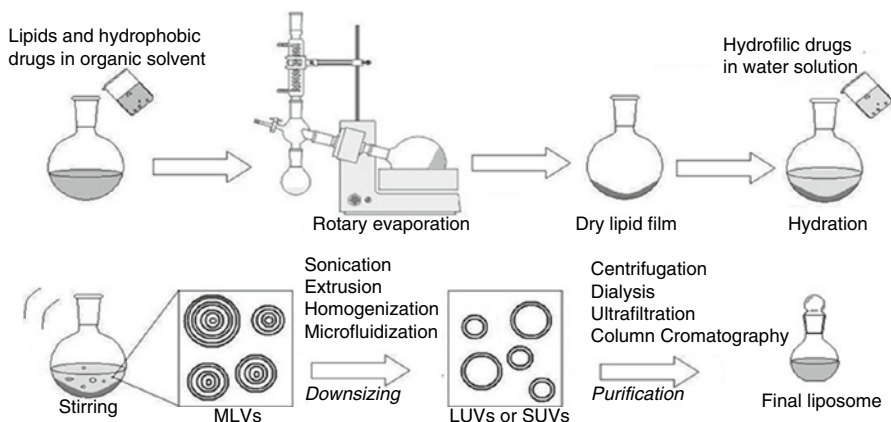 Lipids and hydrophobic
drugs in organic solvent
Hydrofilic drugs
in water solution
Rotary evaporation
Dry lipid film
Hydration
Sonication
Extrusion
Homogenization
Microfluidization
Centrifugation
Dialysis
Ultrafiltration
Column Cromatography
Stirring
MLVs
Downsizing
LUVs or SUVs
Purification
Final liposome